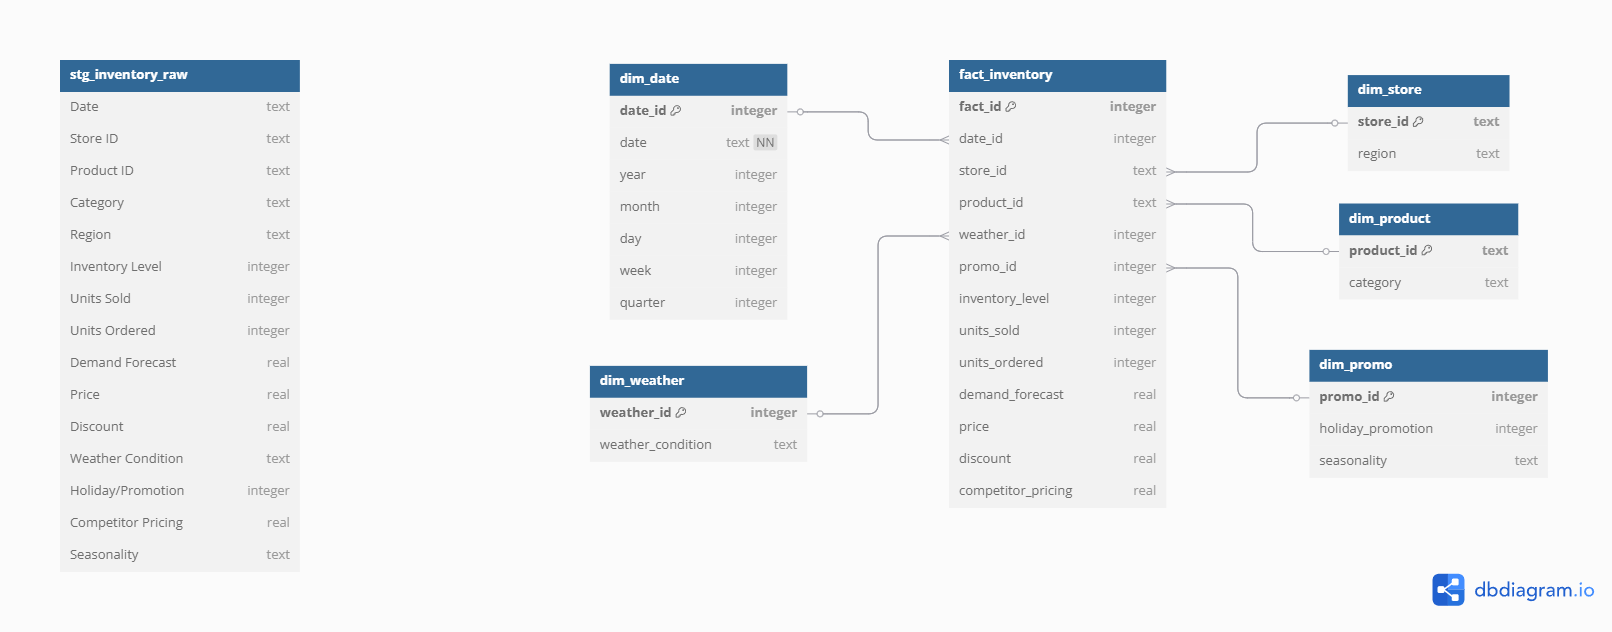 stg_inventory_raw
Date text
Store ID text
Product ID text
Category text
Region text
Inventory Level integer
Units Sold integer
Units Ordered integer
Demand Forecast real
Price real
Discount real
Weather Condition text
Holiday/Promotion integer
Competitor Pricing real
Seasonality text
dim_date
date_id integer
date text NN
year integer
month integer
day integer
week integer
quarter integer
dim_weather
weather_id integer
weather_condition text
fact_inventory
fact_id integer
date_id integer
store_id text
product_id text
weather_id integer
promo_id integer
inventory_level integer
units_sold integer
units_ordered integer
demand_forecast real
price real
discount real
competitor_pricing real
dim_store
store_id text
region text
dim_product
product_id text
category text
dim_promo
promo_id integer
holiday_promotion integer
seasonality text
dbdiagram.io